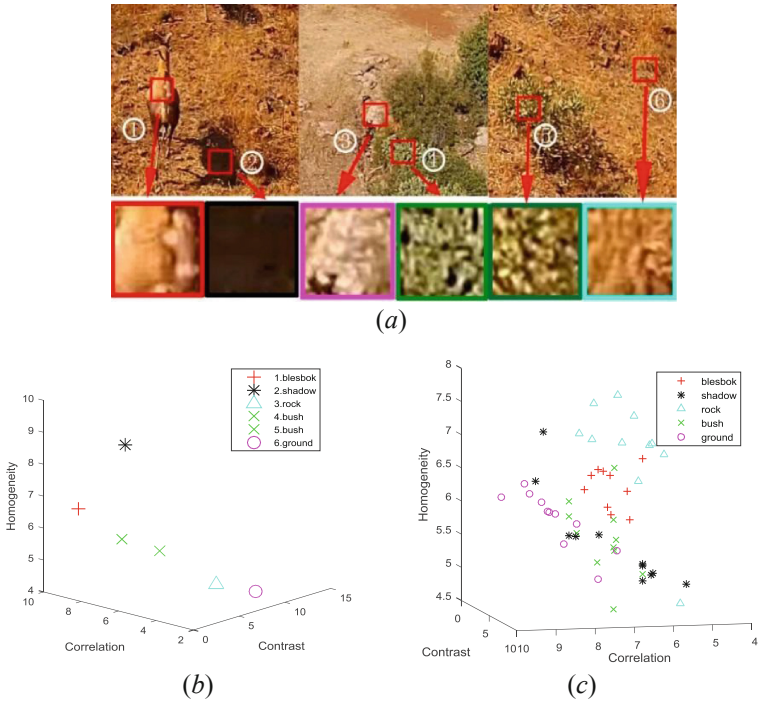 ① ② ③ ④ ⑤ ⑥
(a)
1.blesbok
2.shadow
3.rock
4.bush
5.bush
6.ground
10
9
8
7
6
5
4
Homogeneity
10
8
6
4
2
Correlation
0
5
10
15
Contrast
(b)
blesbok
shadow
rock
bush
ground
8
7.5
7
6.5
6
5.5
5
4.5
Homogeneity
0
5
10
Contrast
10
9
8
7
6
5
4
Correlation
(c)